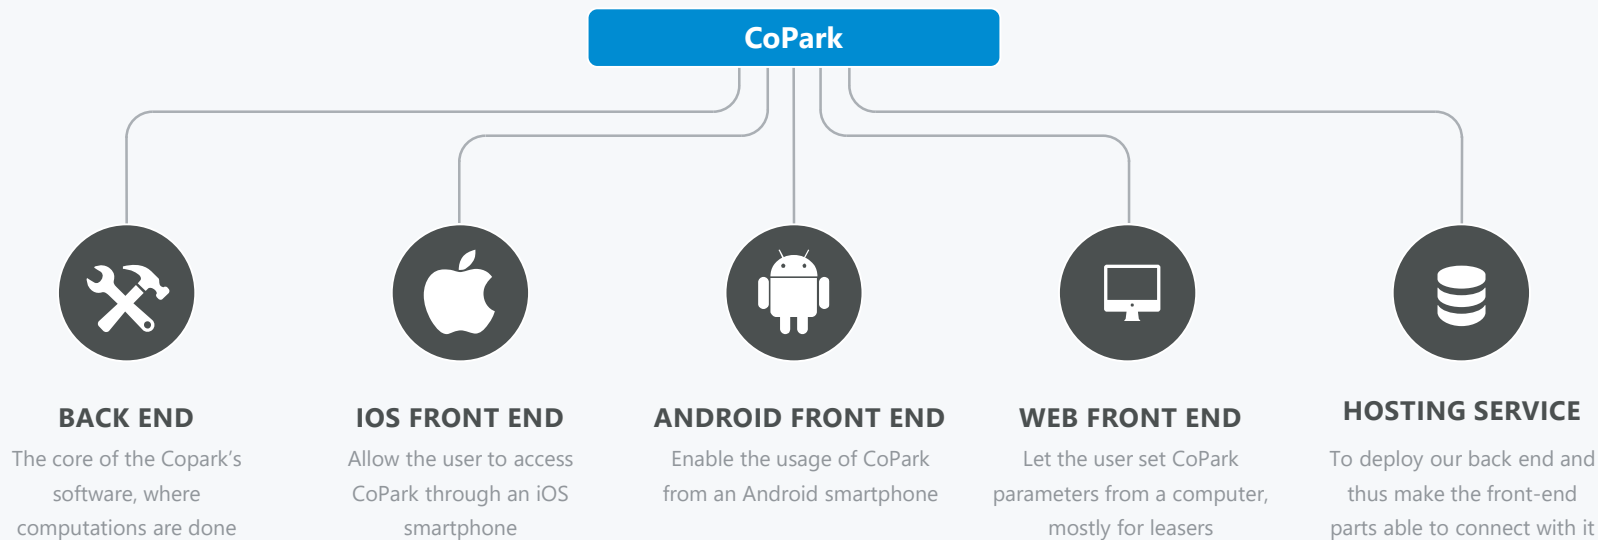 CoPark
BACK END
The core of the Copark's
software, where
computations are done
IOS FRONT END
Allow the user to access
CoPark through an iOS
smartphone
ANDROID FRONT END
Enable the usage of CoPark
from an Android smartphone
WEB FRONT END
Let the user set CoPark
parameters from a computer,
mostly for leasers
HOSTING SERVICE
To deploy our back end and
thus make the front-end
parts able to connect with it